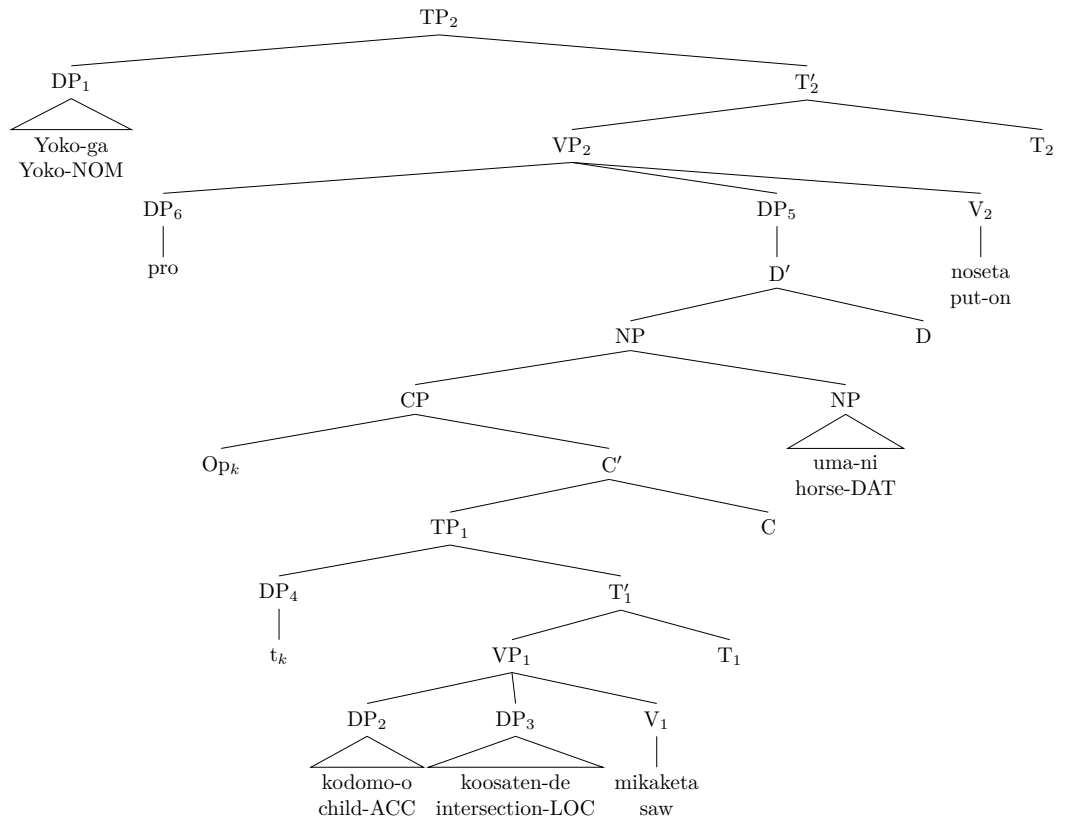 TP₂
DP₁ T′₂
Yoko-ga
Yoko-NOM
VP₂ T₂
DP₆ DP₅ V₂
pro
noseta
put-on
D′
NP D
CP NP
Opₖ C′
uma-ni
horse-DAT
TP₁ C
DP₄ T′₁
tₖ VP₁ T₁
DP₂ DP₃ V₁
kodomo-o koosaten-de mikaketa
child-ACC intersection-LOC saw